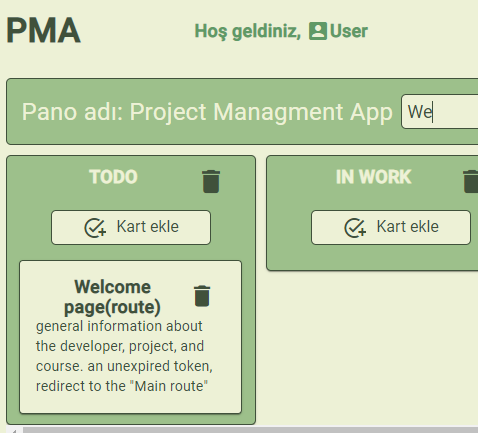 PMA
Hoş geldiniz, User
Pano adı: Project Managment App We
TODO
Kart ekle
Welcome
page(route)
general information about
the developer, project, and
course. an unexpired token,
redirect to the "Main route"
IN WORK
Kart ekle